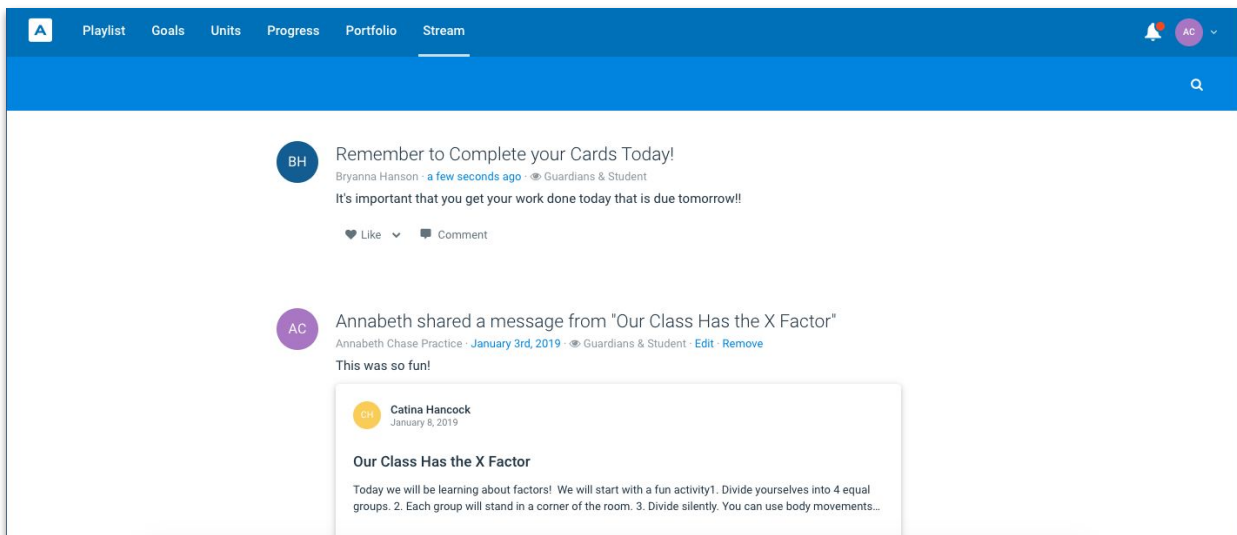 A Playlist Goals Units Progress Portfolio Stream AC
BH Remember to Complete your Cards Today!
Bryanna Hanson · a few seconds ago · Guardians & Student
It's important that you get your work done today that is due tomorrow!!
Like Comment
AC Annabeth shared a message from "Our Class Has the X Factor"
Annabeth Chase Practice · January 3rd, 2019 · Guardians & Student · Edit · Remove
This was so fun!
CH Catina Hancock
January 8, 2019
Our Class Has the X Factor
Today we will be learning about factors! We will start with a fun activity1. Divide yourselves into 4 equal
groups. 2. Each group will stand in a corner of the room. 3. Divide silently. You can use body movements...